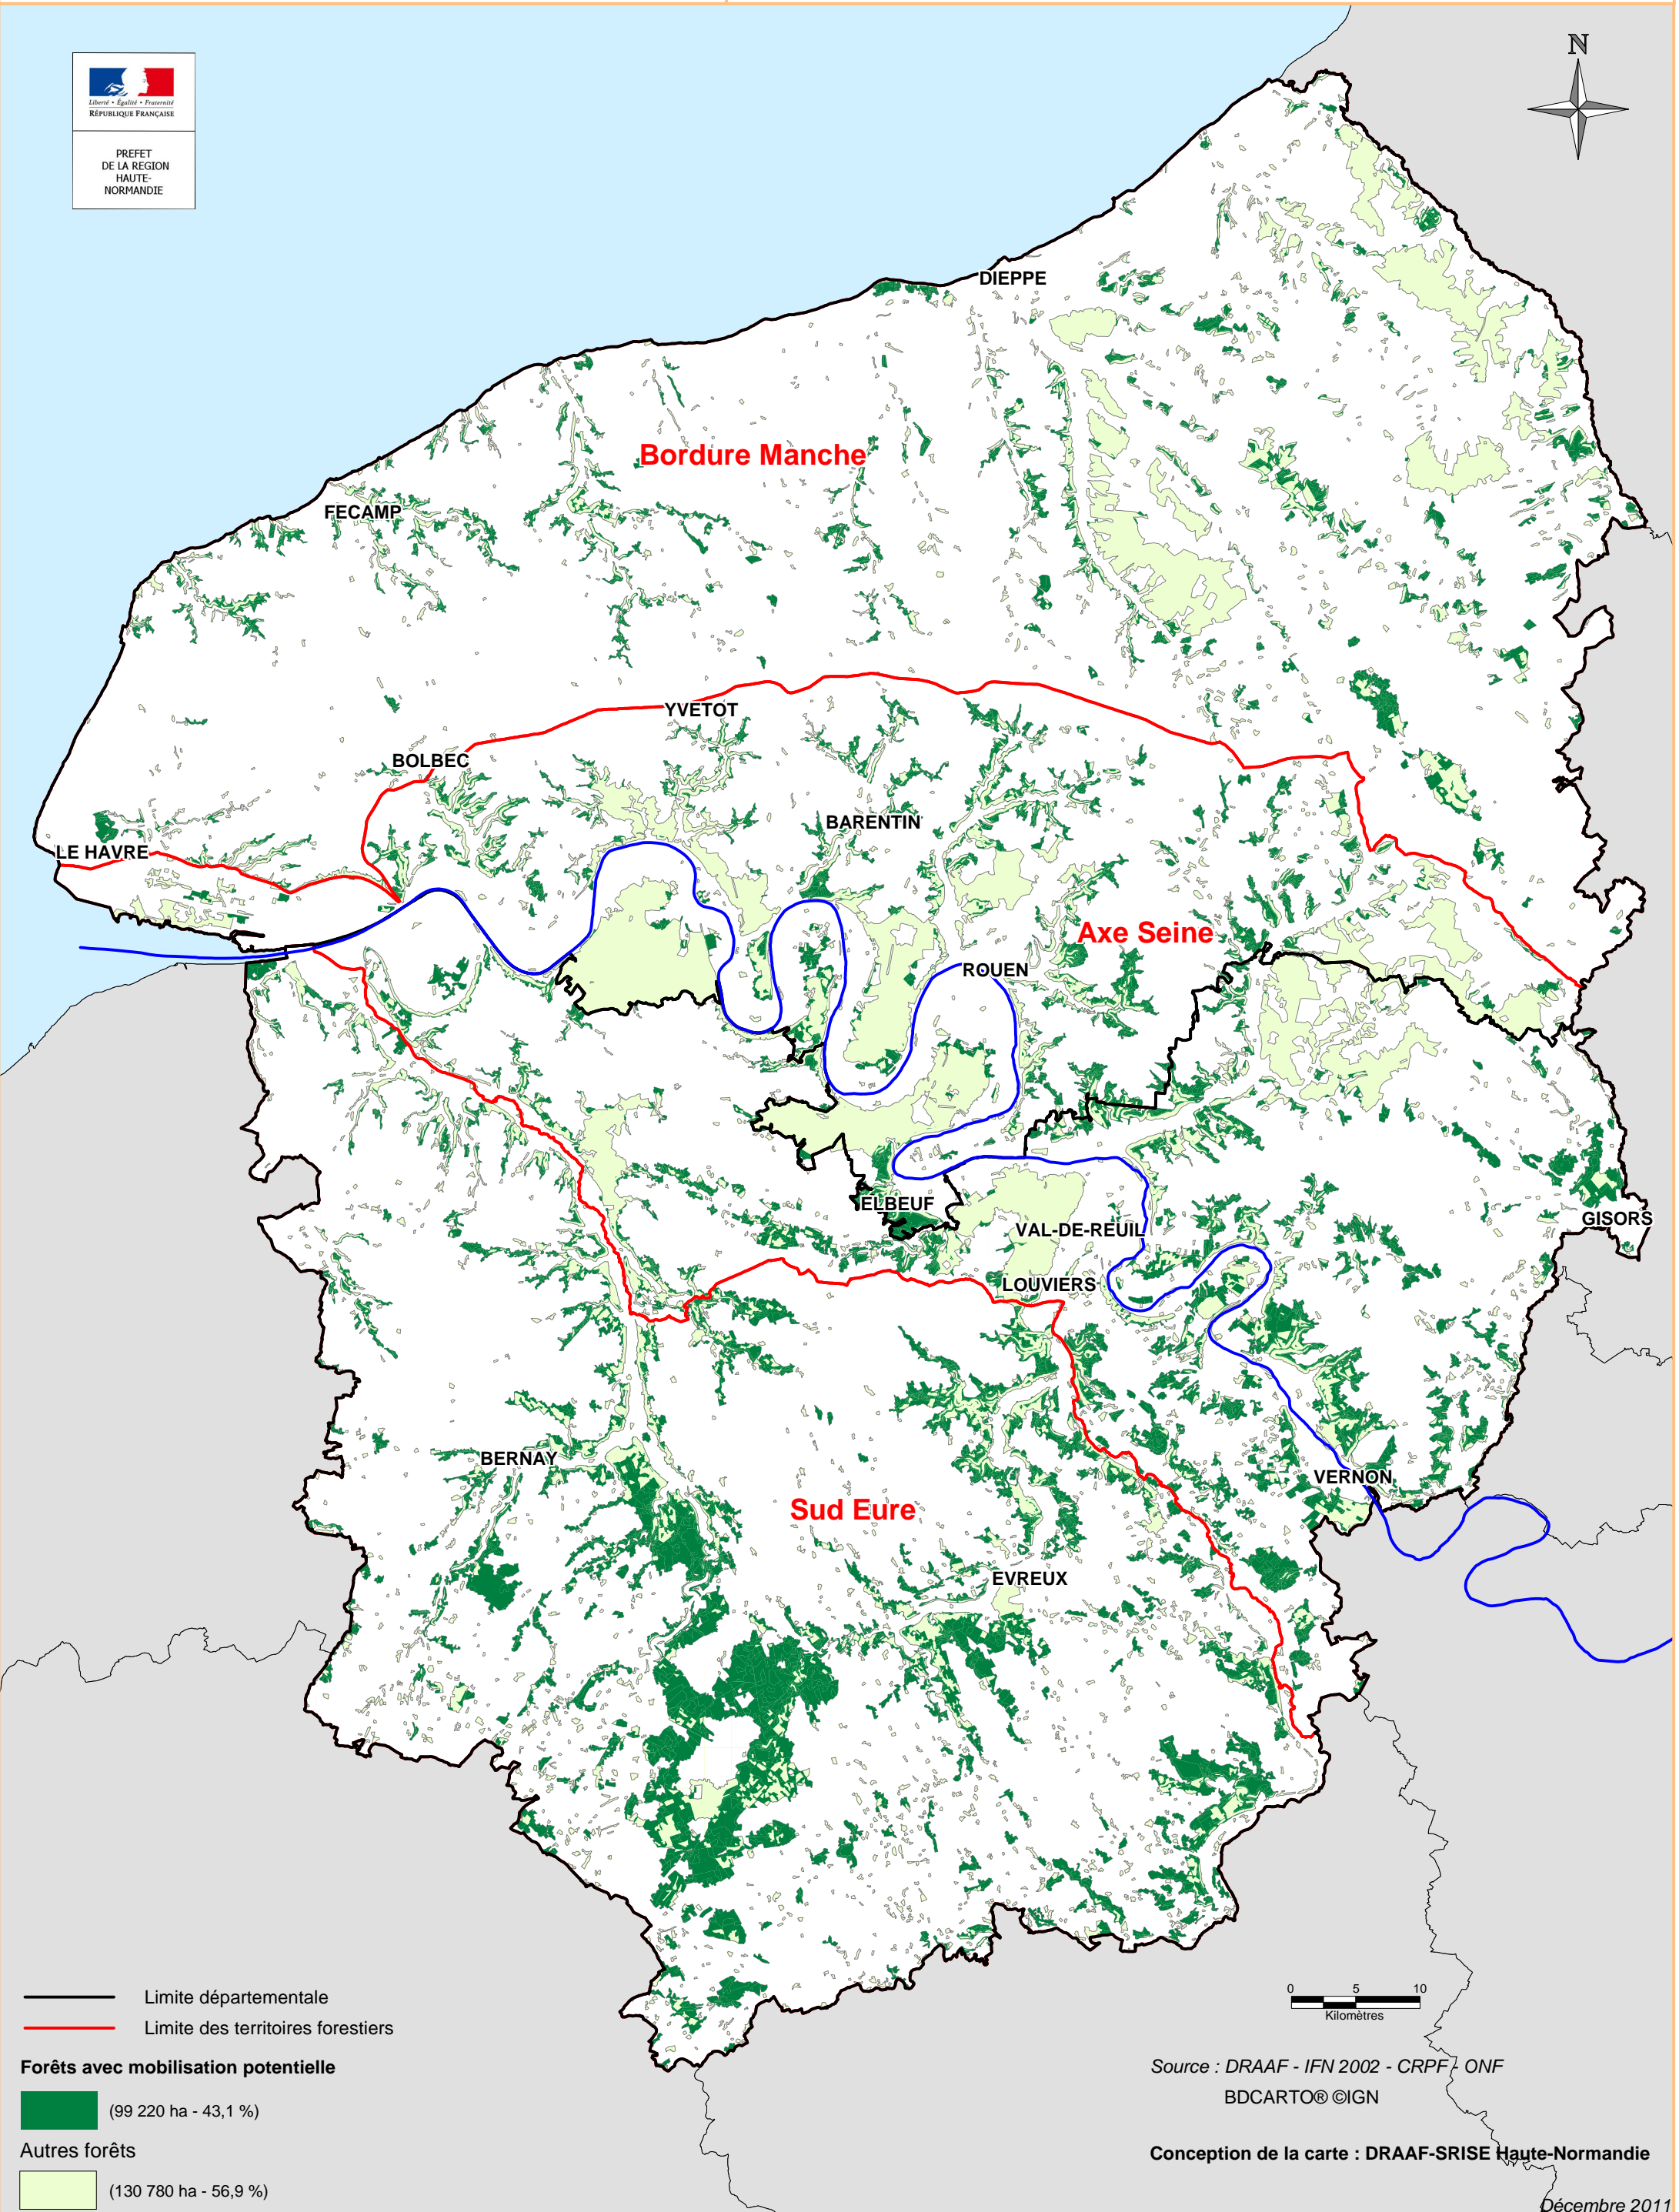 N
Liberté • Égalité • Fraternité
RÉPUBLIQUE FRANÇAISE
PREFET
DE LA REGION
HAUTE-
NORMANDIE
DIEPPE
Bordure Manche
FECAMP
YVETOT
BOLBEC
BARENTIN
LE HAVRE
Axe Seine
ROUEN
ELBEUF
GISORS
VAL-DE-REUIL
LOUVIERS
BERNAY
VERNON
Sud Eure
EVREUX
Limite départementale
Limite des territoires forestiers
Forêts avec mobilisation potentielle
(99 220 ha - 43,1 %)
Autres forêts
(130 780 ha - 56,9 %)
0 5 10
Kilomètres
Source : DRAAF - IFN 2002 - CRPF - ONF
BDCARTO® ©IGN
Conception de la carte : DRAAF-SRISE Haute-Normandie
Décembre 2011